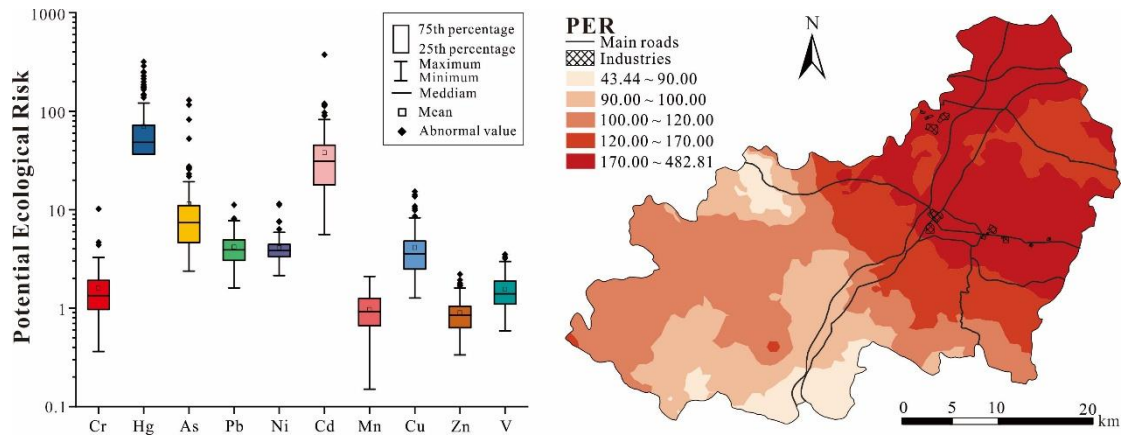 Potential Ecological Risk
1000
100
10
1
0.1
75th percentage
25th percentage
Maximum
Minimum
Meddiam
Mean
Abnormal value
Cr Hg As Pb Ni Cd Mn Cu Zn V
PER
Main roads
Industries
43.44 ~ 90.00
90.00 ~ 100.00
100.00 ~ 120.00
120.00 ~ 170.00
170.00 ~ 482.81
N
0 5 10 20
km